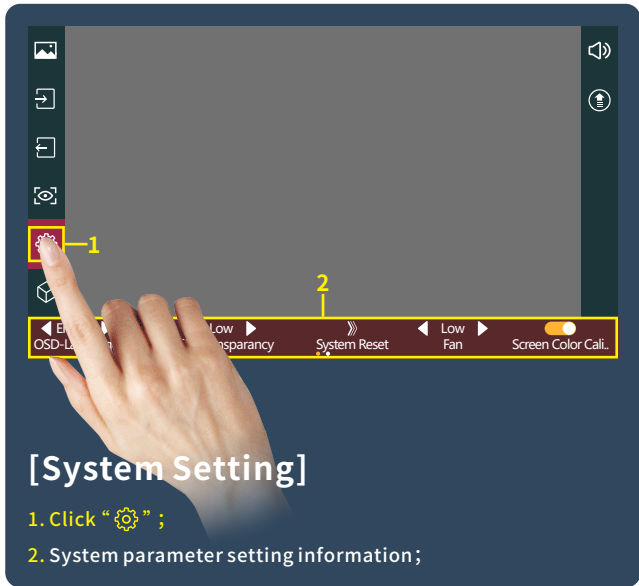 1
2
Low
Low
System Reset
Fan
Screen Color Cali..
[System Setting]
1. Click “ ” ;
2. System parameter setting information;